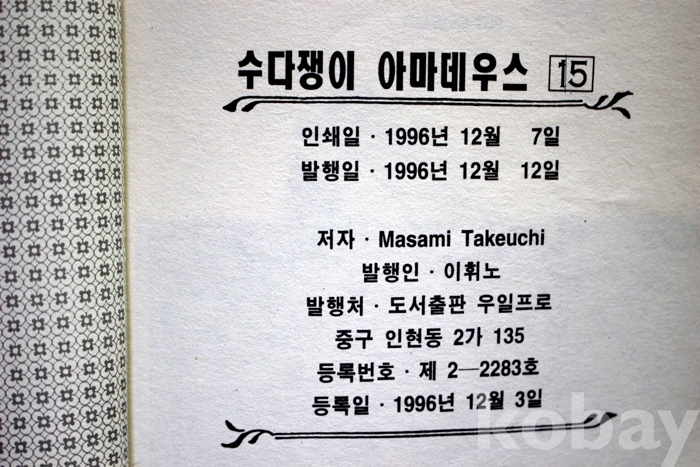 수다쟁이 아마데우스 15
인쇄일 · 1996년 12월 7일
발행일 · 1996년 12월 12일
저자 · Masami Takeuchi
발행인 · 이휘노
발행처 · 도서출판 우일프로
중구 인현동 2가 135
등록번호 · 제 2—2283호
등록일 · 1996년 12월 3일
kobay